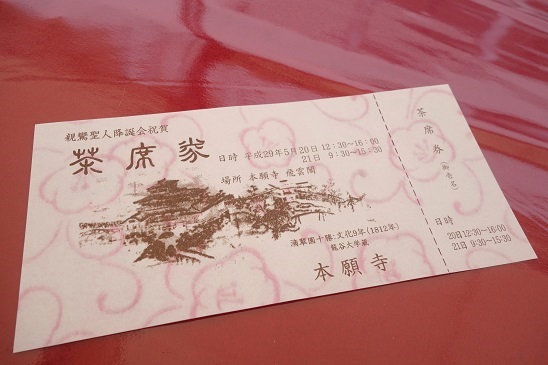 親鸞聖人降誕会祝賀
茶席券
日時 平成29年5月20日 12:30~16:00
21日 9:30~15:30
場所 本願寺 飛雲閣
滴翠園十勝・文化9年(1812年)
龍谷大学蔵
本願寺
茶席券
日時
20日12:30~16:00
21日 9:30~15:30